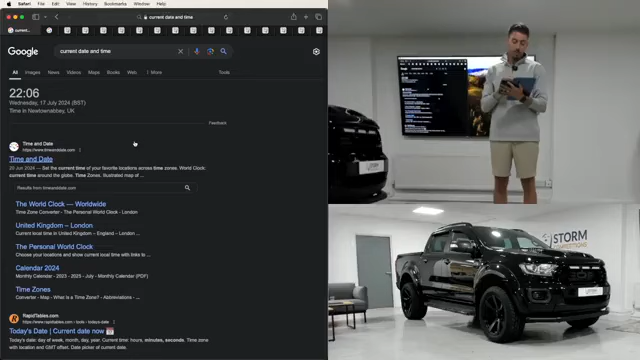 Safari File Edit View History Bookmarks Window Help
current date and time
current...
Google
current date and time
All Images News Videos Maps Books Web More Tools
22:06
Wednesday, 17 July 2024 (BST)
Time in Newtownabbey, UK
Feedback
Time and Date
https://www.timeanddate.com
Time and Date
20 Jun 2024 — Set the current time of your favorite locations across time zones. World Clock:
current time around the globe. Time Zones. Illustrated map of ...
Results from timeanddate.com
The World Clock — Worldwide
Time Zone Converter - The Personal World Clock - London
United Kingdom – London
Current local time in United Kingdom – England – London
The Personal World Clock
Choose your locations and show current local time with links to ...
Calendar 2024
Monthly Calendar - 2023 - 2025 - July - Monthly Calendar (PDF)
Time Zones
Converter - Map - What Is a Time Zone? - Abbreviations - ...
RapidTables.com
https://www.rapidtables.com › tools › todays-date
Today's Date | Current date now
Today's date: day of week, month, day, year. Current time: hours, minutes, seconds. Time zone
with location and GMT offset. Date picker of current date.
STORM
COMPETITIONS